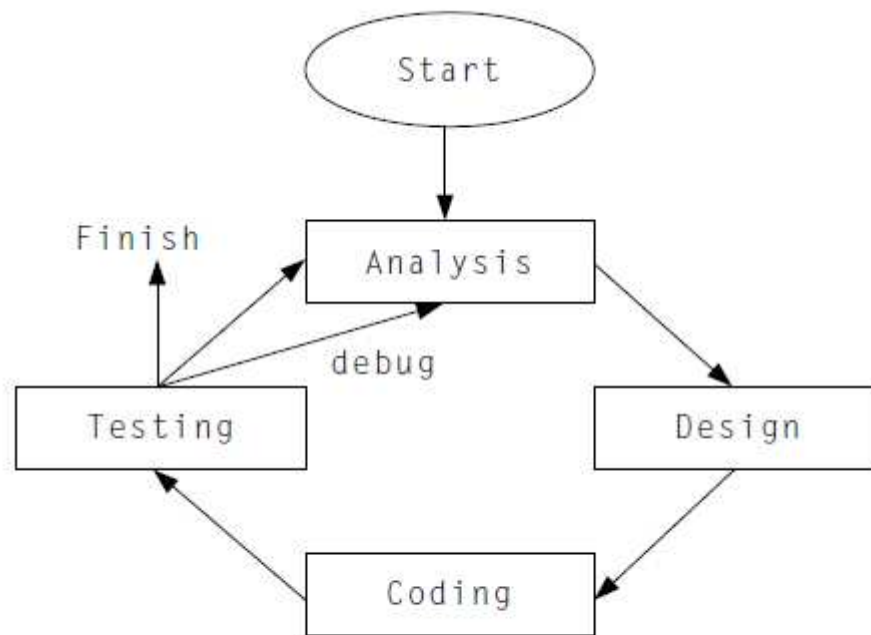 Start
Finish
Analysis
debug
Testing
Design
Coding